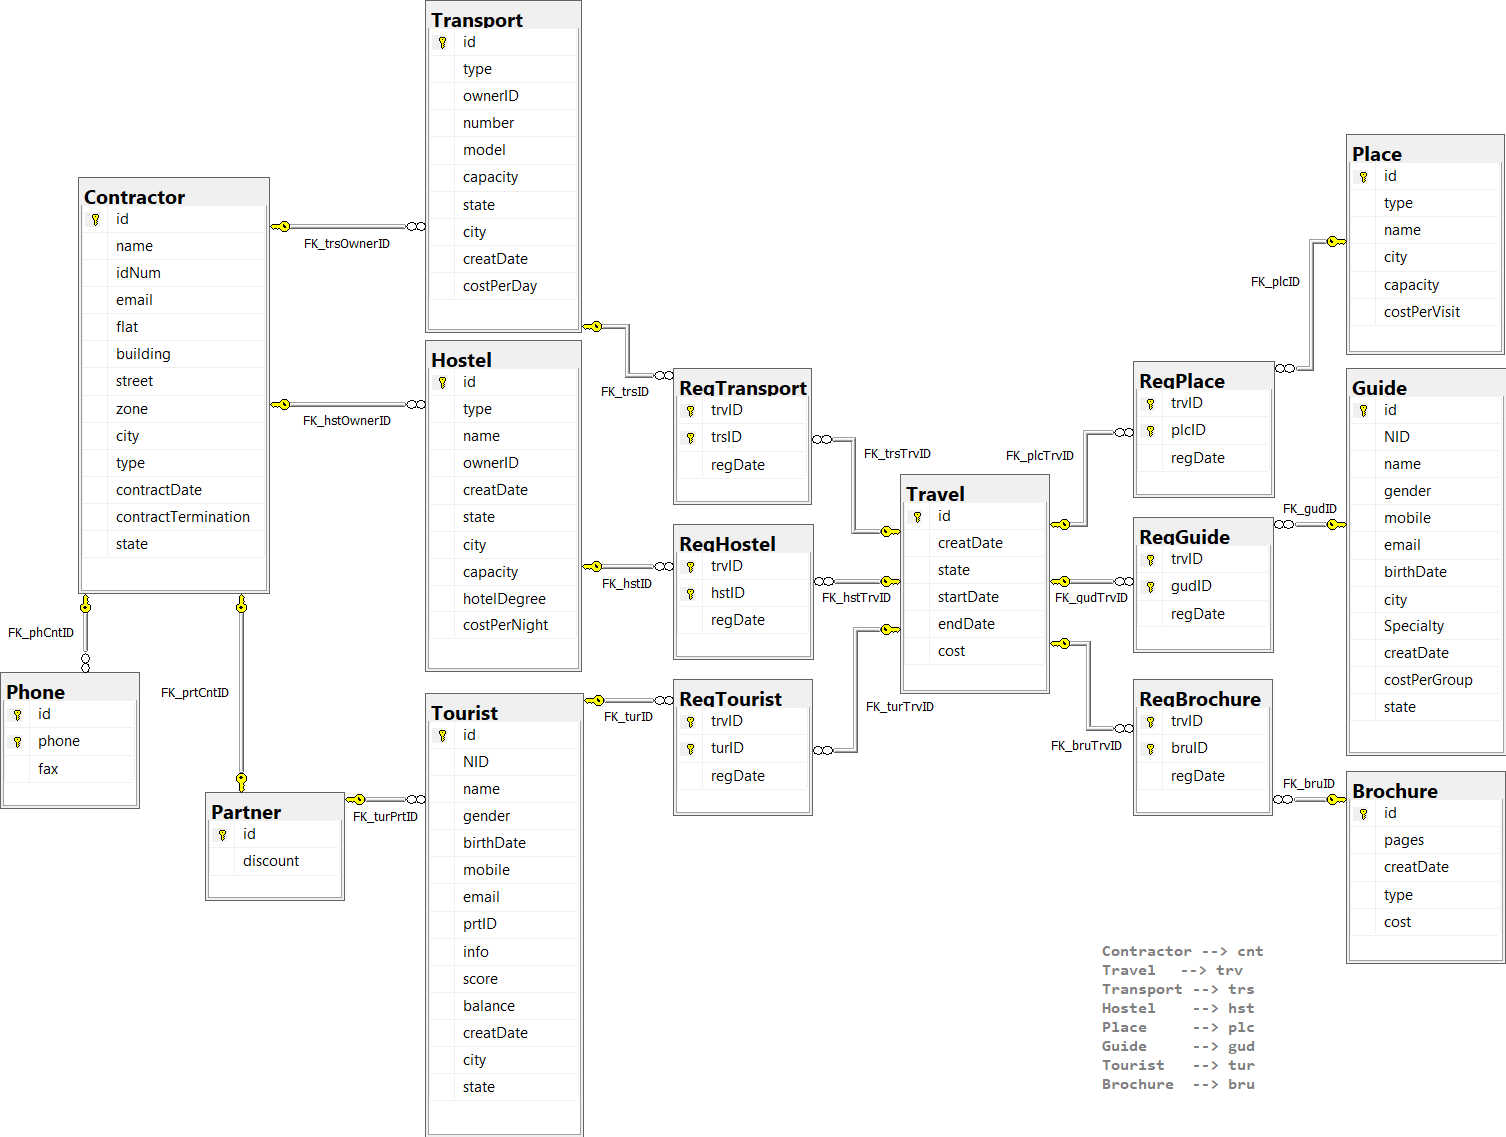 Transport
id
type
ownerID
number
model
capacity
state
city
creatDate
costPerDay
Contractor
id
name
idNum
email
flat
building
street
zone
city
type
contractDate
contractTermination
state
FK_trsOwnerID
FK_hstOwnerID
Hostel
id
type
name
ownerID
creatDate
state
city
capacity
hotelDegree
costPerNight
FK_trsID
FK_hstID
RegTransport
trvID
trsID
regDate
RegHostel
trvID
hstID
regDate
FK_trsTrvID
FK_hstTrvID
FK_turTrvID
Travel
id
creatDate
state
startDate
endDate
cost
FK_phCntID
FK_prtCntID
Phone
id
phone
fax
Partner
id
discount
FK_turPrtID
Tourist
id
NID
name
gender
birthDate
mobile
email
prtID
info
score
balance
creatDate
city
state
FK_turID
RegTourist
trvID
turID
regDate
FK_plcTrvID
FK_gudTrvID
FK_bruTrvID
RegPlace
trvID
plcID
regDate
RegGuide
trvID
gudID
regDate
RegBrochure
trvID
bruID
regDate
FK_plcID
FK_gudID
FK_bruID
Place
id
type
name
city
capacity
costPerVisit
Guide
id
NID
name
gender
mobile
email
birthDate
city
Specialty
creatDate
costPerGroup
state
Brochure
id
pages
creatDate
type
cost
Contractor --> cnt
Travel --> trv
Transport --> trs
Hostel --> hst
Place --> plc
Guide --> gud
Tourist --> tur
Brochure --> bru